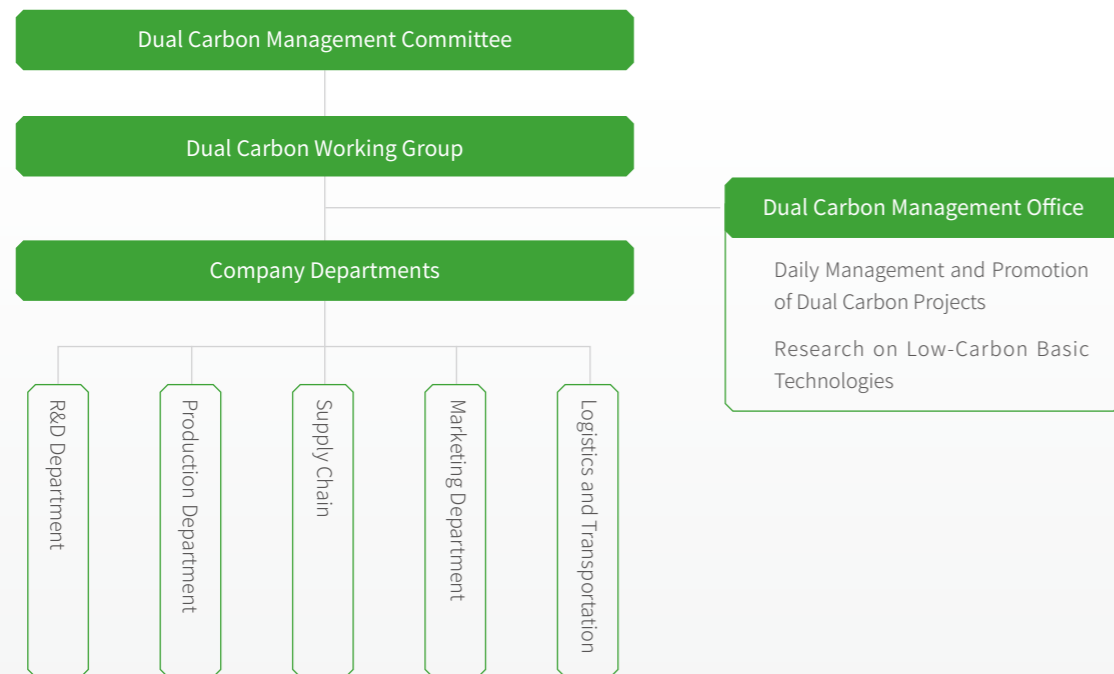 Dual Carbon Management Committee
Dual Carbon Working Group
Dual Carbon Management Office
Daily Management and Promotion
of Dual Carbon Projects
Research on Low-Carbon Basic
Technologies
Company Departments
R&D Department
Production Department
Supply Chain
Marketing Department
Logistics and Transportation